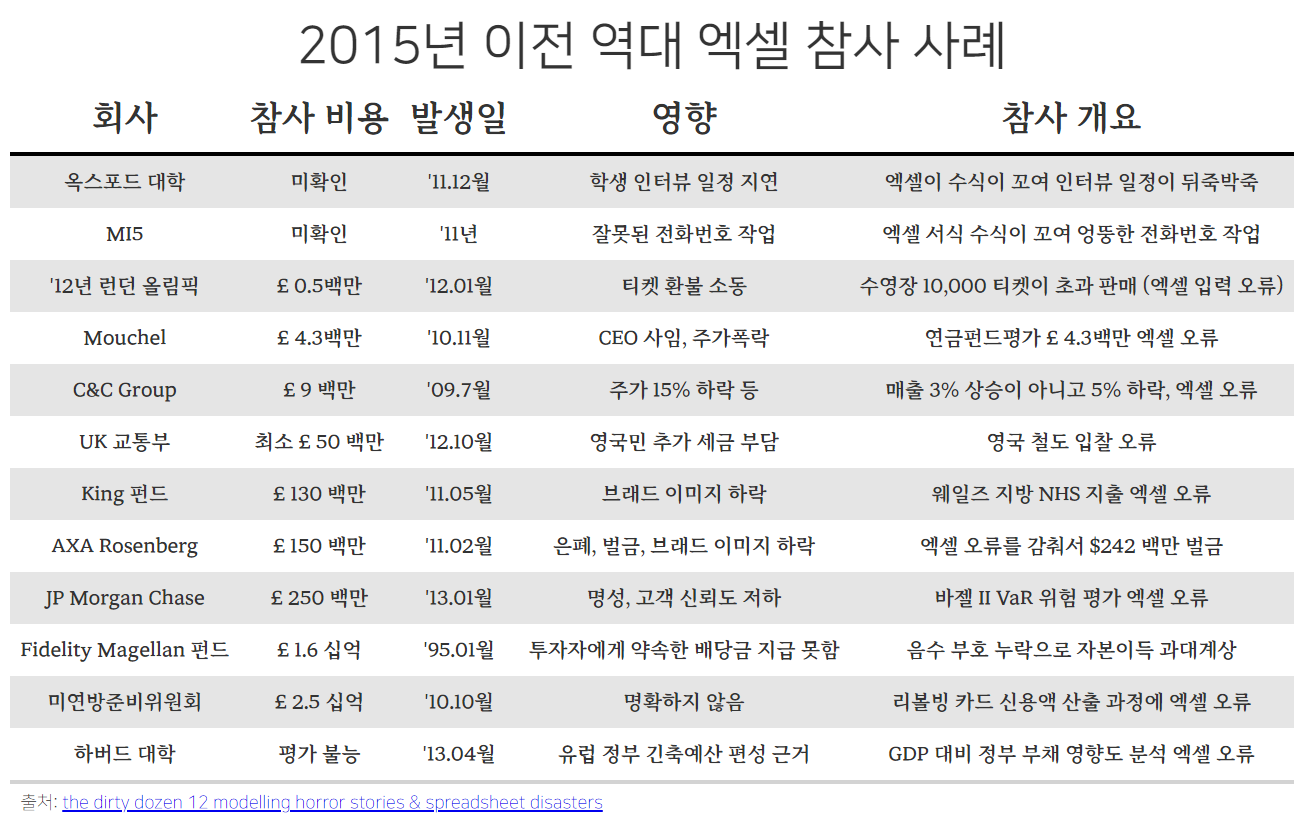 2015년 이전 역대 엑셀 참사 사례
회사 참사 비용 발생일 영향 참사 개요
옥스포드 대학 미확인 '11.12월 학생 인터뷰 일정 지연 엑셀이 수식이 꼬여 인터뷰 일정이 뒤죽박죽
MI5 미확인 '11년 잘못된 전화번호 작업 엑셀 서식 수식이 꼬여 엉뚱한 전화번호 작업
'12년 런던 올림픽 £ 0.5백만 '12.01월 티켓 환불 소동 수영장 10,000 티켓이 초과 판매 (엑셀 입력 오류)
Mouchel £ 4.3백만 '10.11월 CEO 사임, 주가폭락 연금펀드평가 £ 4.3백만 엑셀 오류
C&C Group £ 9 백만 '09.7월 주가 15% 하락 등 매출 3% 상승이 아니고 5% 하락, 엑셀 오류
UK 교통부 최소 £ 50 백만 '12.10월 영국민 추가 세금 부담 영국 철도 입찰 오류
King 펀드 £ 130 백만 '11.05월 브래드 이미지 하락 웨일즈 지방 NHS 지출 엑셀 오류
AXA Rosenberg £ 150 백만 '11.02월 은폐, 벌금, 브래드 이미지 하락 엑셀 오류를 감춰서 $242 백만 벌금
JP Morgan Chase £ 250 백만 '13.01월 명성, 고객 신뢰도 저하 바젤 II VaR 위험 평가 엑셀 오류
Fidelity Magellan 펀드 £ 1.6 십억 '95.01월 투자자에게 약속한 배당금 지급 못함 음수 부호 누락으로 자본이득 과대계상
미연방준비위원회 £ 2.5 십억 '10.10월 명확하지 않음 리볼빙 카드 신용액 산출 과정에 엑셀 오류
하버드 대학 평가 불능 '13.04월 유럽 정부 긴축예산 편성 근거 GDP 대비 정부 부채 영향도 분석 엑셀 오류
출처: the dirty dozen 12 modelling horror stories & spreadsheet disasters